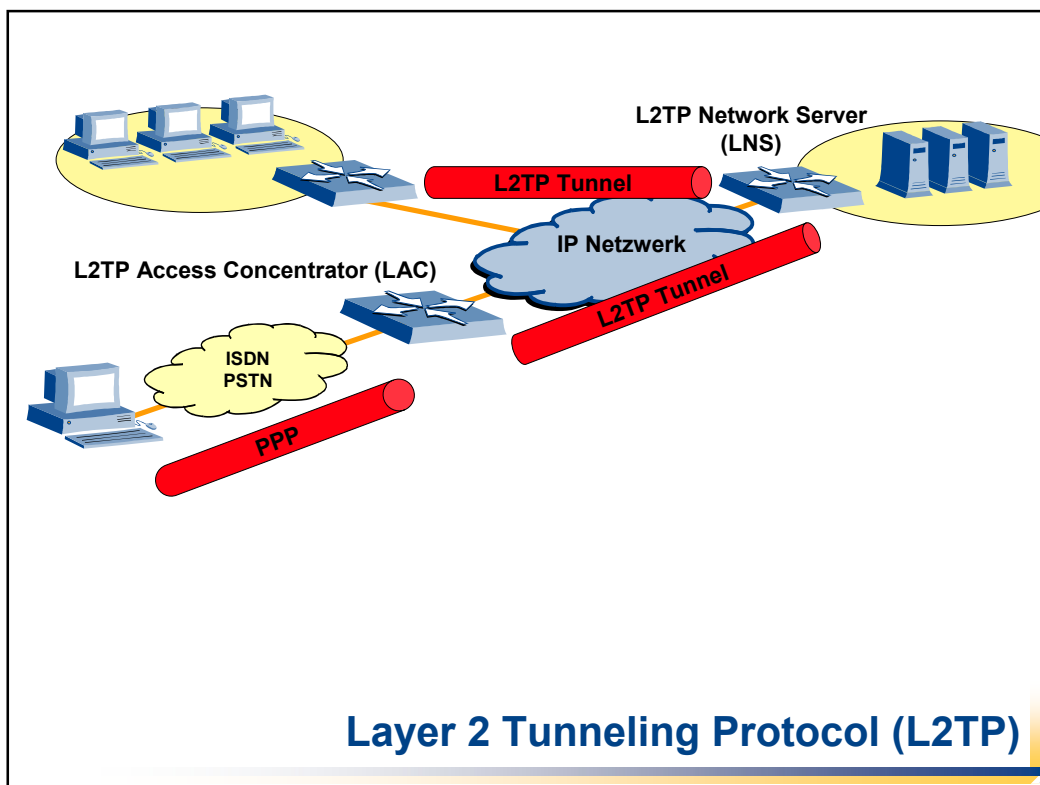 L2TP Network Server
(LNS)
L2TP Tunnel
IP Netzwerk
L2TP Access Concentrator (LAC)
L2TP Tunnel
ISDN
PSTN
PPP
Layer 2 Tunneling Protocol (L2TP)